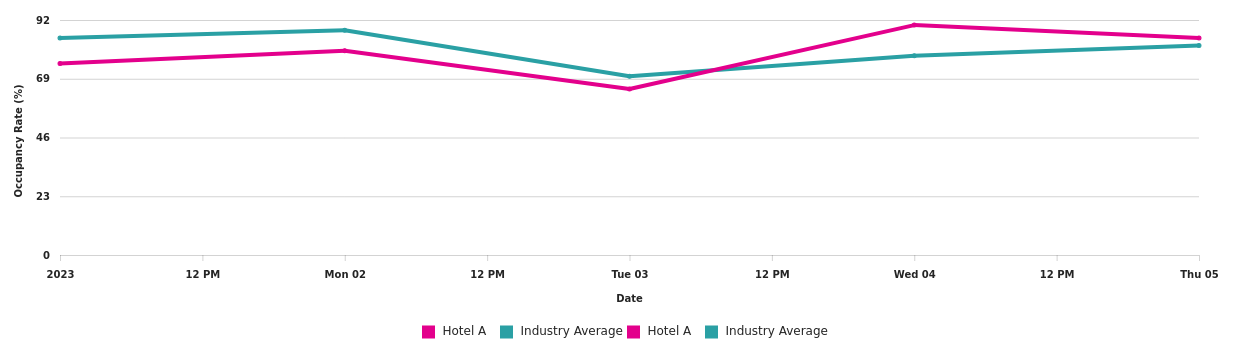 92
69
46
23
0
Occupancy Rate (%)
2023 12 PM Mon 02 12 PM Tue 03 12 PM Wed 04 12 PM Thu 05
Date
Hotel A Industry Average Hotel A Industry Average